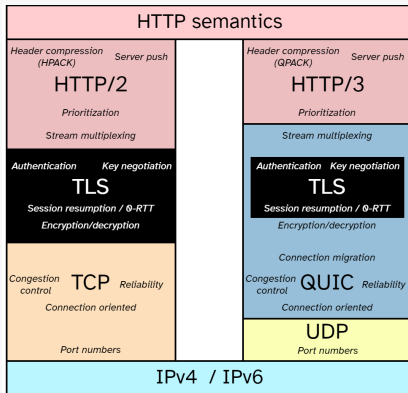 HTTP semantics
Header compression
(HPACK)
Server push
HTTP/2
Prioritization
Stream multiplexing
Authentication
Key negotiation
TLS
Session resumption / 0-RTT
Encryption/decryption
Congestion
control
TCP
Reliability
Connection oriented
Port numbers
Header compression
(QPACK)
Server push
HTTP/3
Prioritization
Stream multiplexing
Authentication
Key negotiation
TLS
Session resumption / 0-RTT
Encryption/decryption
Connection migration
Congestion
control
QUIC
Reliability
Connection oriented
UDP
Port numbers
IPv4 / IPv6